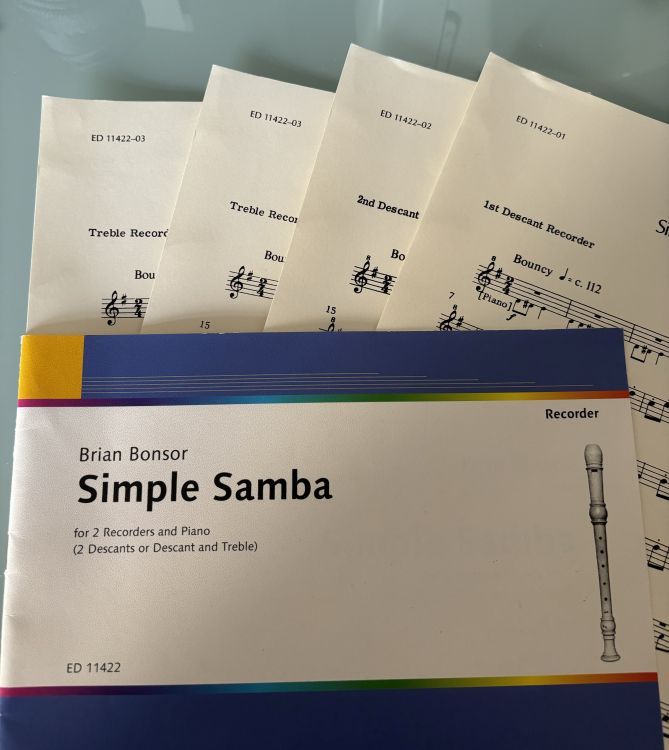 ED 11422–03
Treble Record
Bou
ED 11422–03
Treble Recor
Bou
15
ED 11422–02
2nd Descant
Bo
15
ED 11422–01
1st Descant Recorder
Bouncy ♩= c. 112
[Piano]
f
7
Recorder
Brian Bonsor
Simple Samba
for 2 Recorders and Piano
(2 Descants or Descant and Treble)
ED 11422